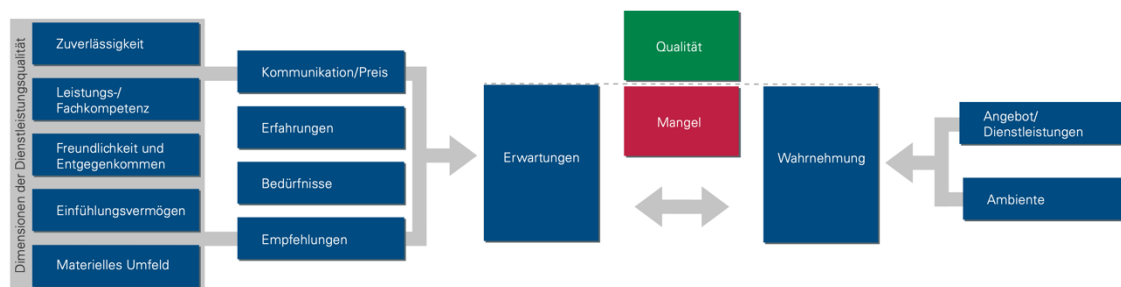 Dimensionen der Dienstleistungsqualität
Zuverlässigkeit
Leistungs-/
Fachkompetenz
Freundlichkeit und
Entgegenkommen
Einfühlungsvermögen
Materielles Umfeld
Kommunikation/Preis
Erfahrungen
Bedürfnisse
Empfehlungen
Erwartungen
Qualität
Mangel
Wahrnehmung
Angebot/
Dienstleistungen
Ambiente